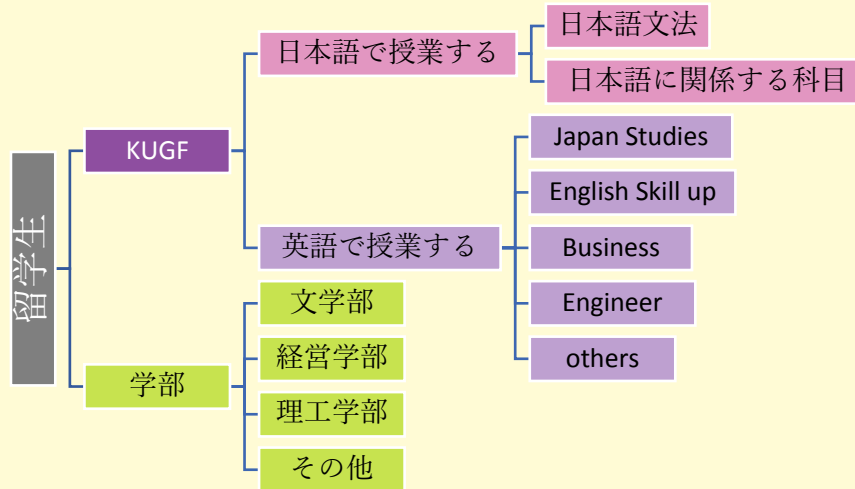 留学生
KUGF
日本語で授業する
日本語文法
日本語に関係する科目
英語で授業する
Japan Studies
English Skill up
Business
Engineer
others
学部
文学部
経営学部
理工学部
その他